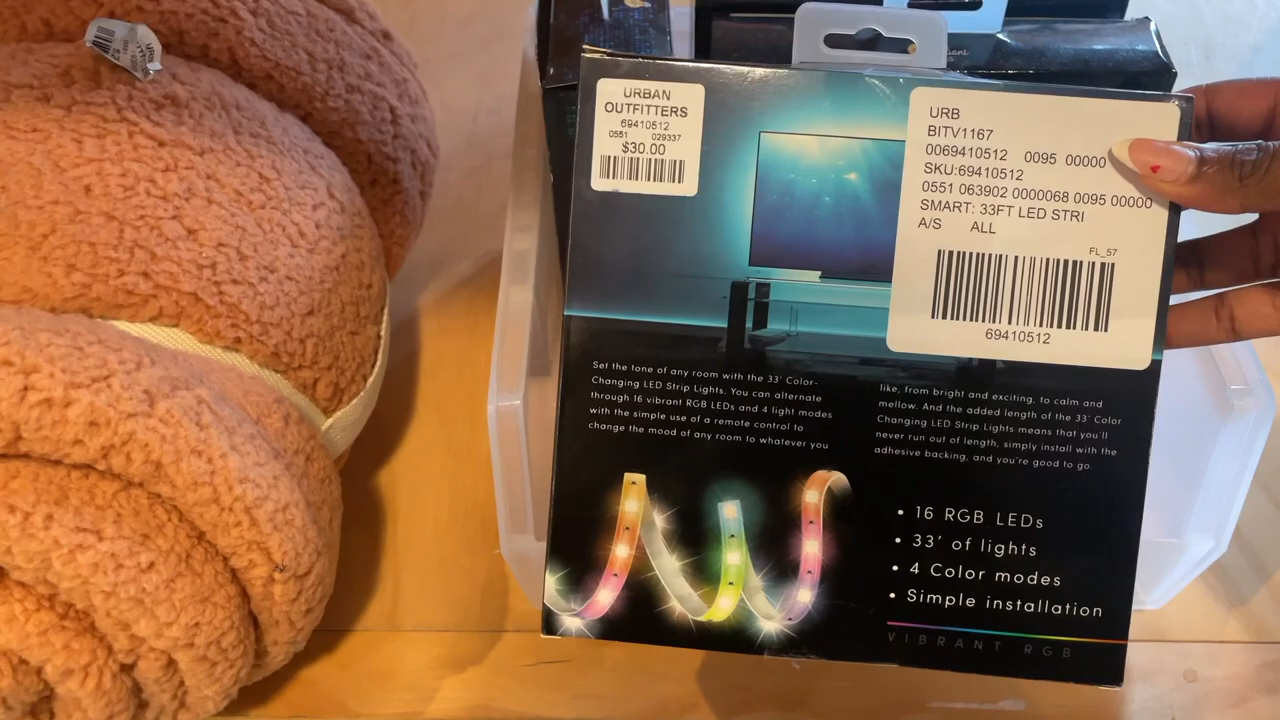 URBAN
OUTFITTERS
69410512
0551 029337
$30.00
URB
BITV1167
0069410512 0095 00000
SKU:69410512
0551 063902 0000068 0095 00000
SMART: 33FT LED STRI
A/S ALL
FL_57
69410512
Set the tone of any room with the 33' Color-
Changing LED Strip Lights. You can alternate
through 16 vibrant RGB LEDs and 4 light modes
with the simple use of a remote control to
change the mood of any room to whatever you
like, from bright and exciting, to calm and
mellow. And the added length of the 33' Color
Changing LED Strip Lights means that you'll
never run out of length, simply install with the
adhesive backing, and you're good to go.
• 16 RGB LEDs
• 33' of lights
• 4 Color modes
• Simple installation
VIBRANT RGB